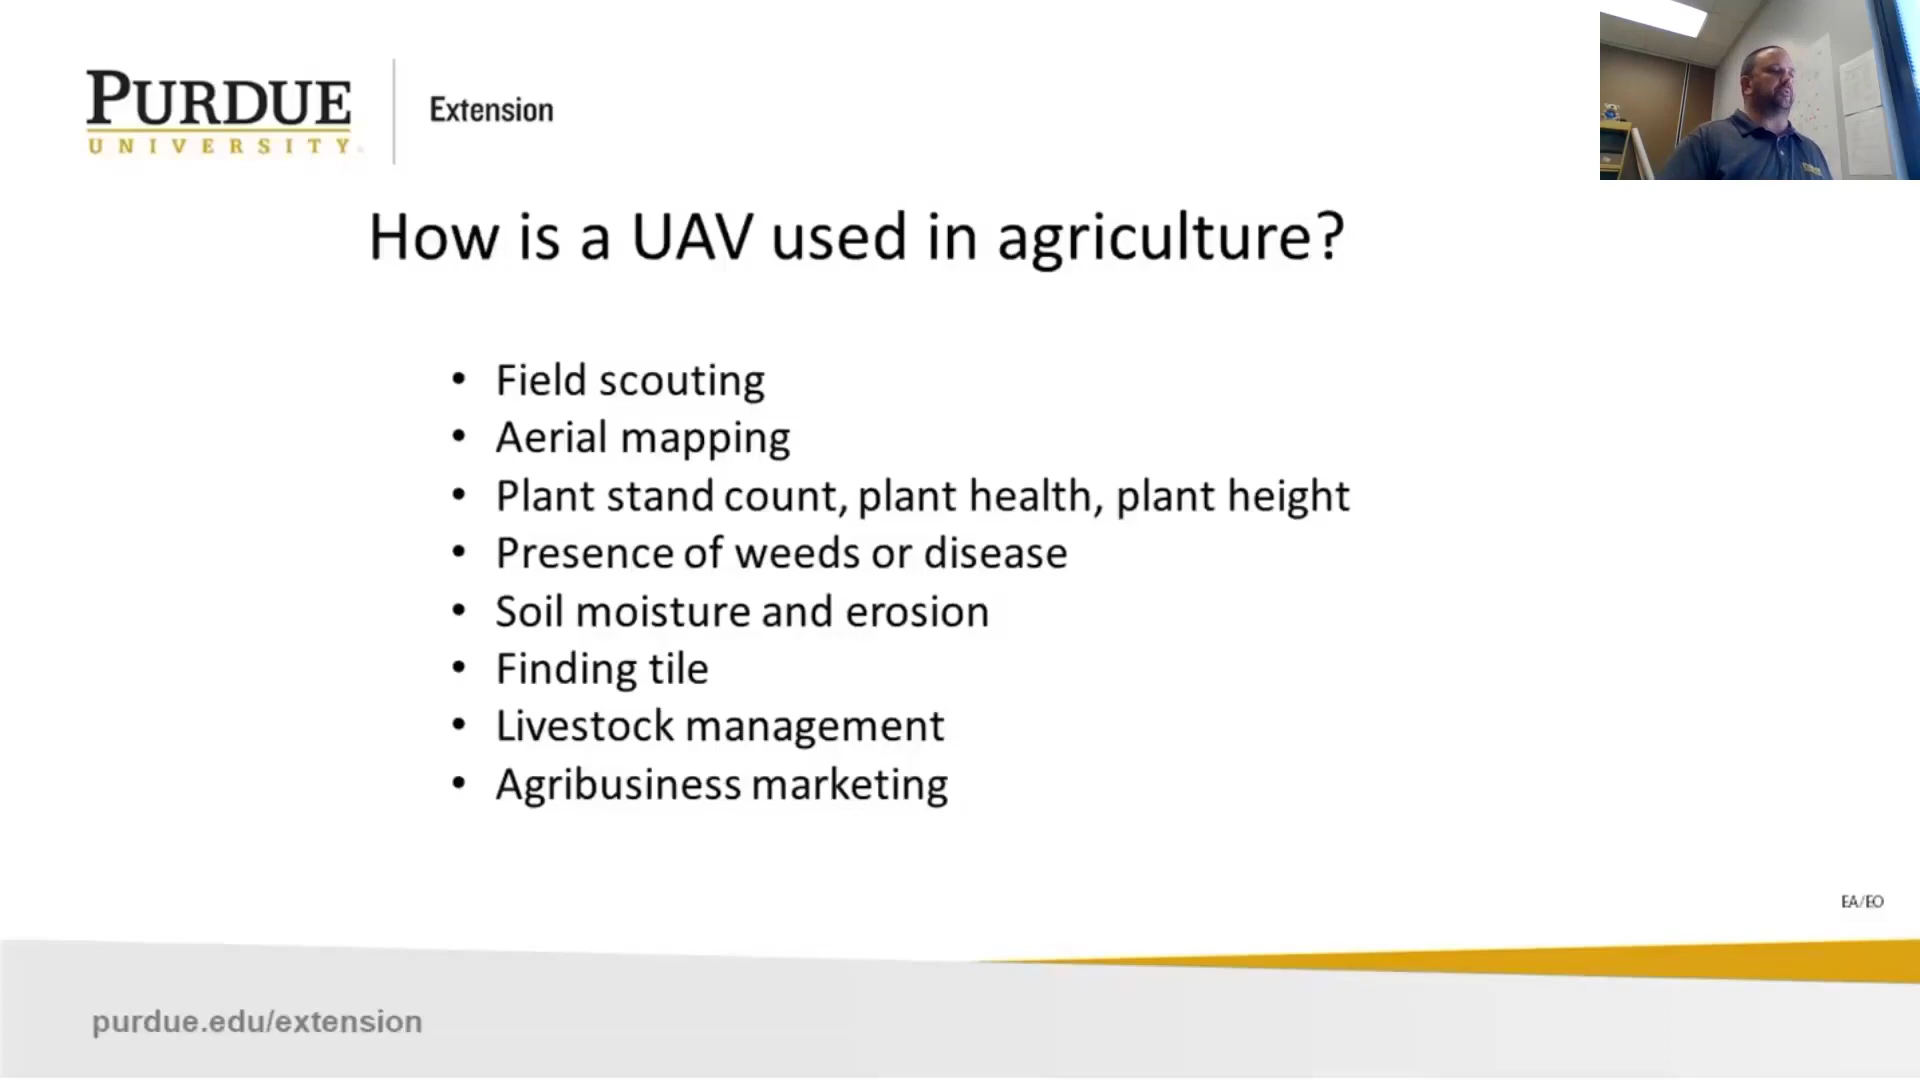 PURDUE
UNIVERSITY
Extension
How is a UAV used in agriculture?
• Field scouting
• Aerial mapping
• Plant stand count, plant health, plant height
• Presence of weeds or disease
• Soil moisture and erosion
• Finding tile
• Livestock management
• Agribusiness marketing
EA/EO
purdue.edu/extension